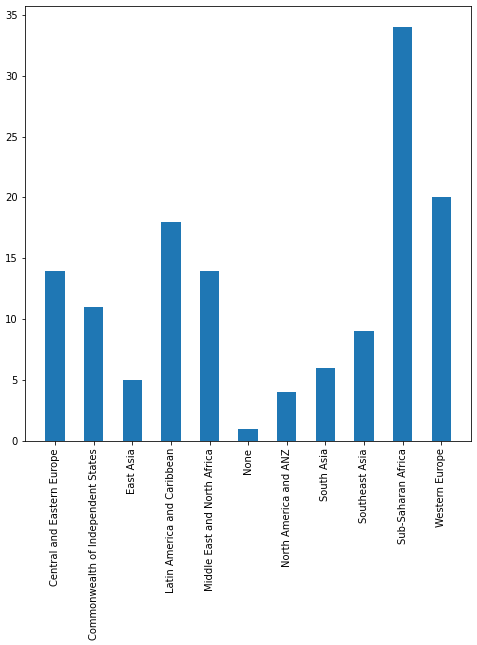 35
30
25
20
15
10
5
0
Central and Eastern Europe
Commonwealth of Independent States
East Asia
Latin America and Caribbean
Middle East and North Africa
None
North America and ANZ
South Asia
Southeast Asia
Sub-Saharan Africa
Western Europe